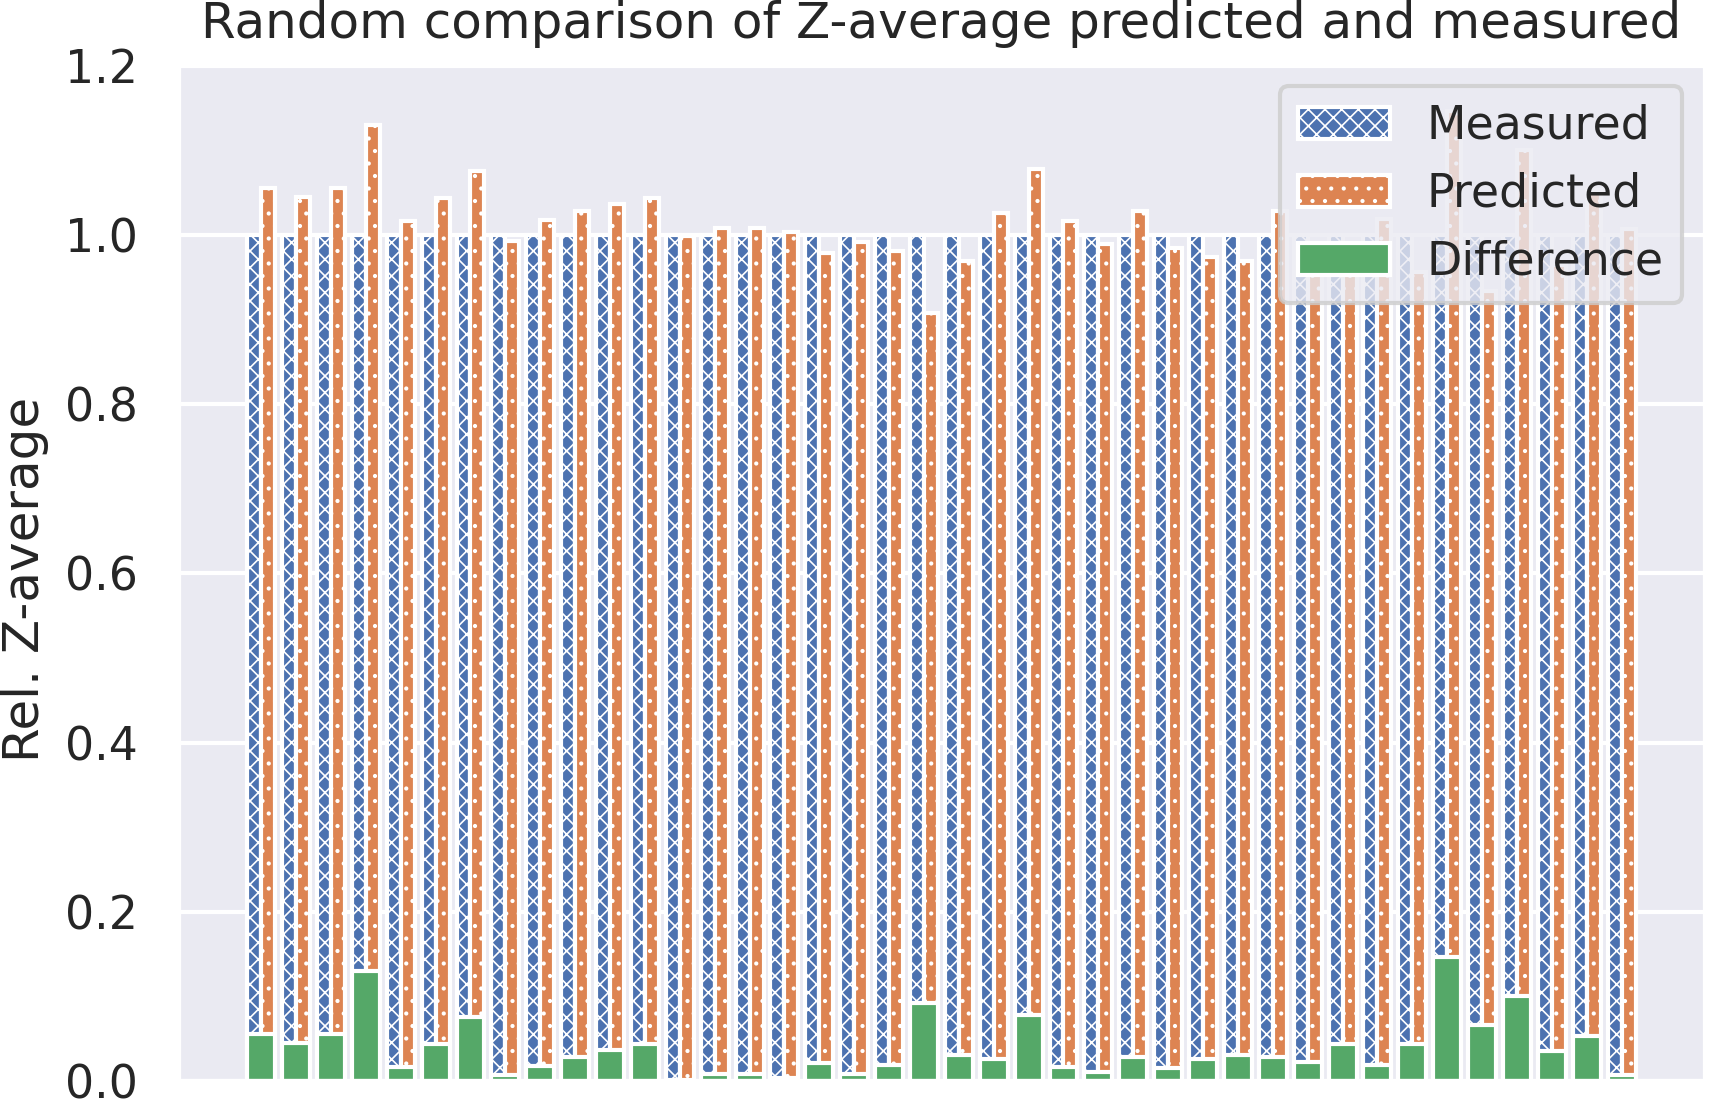 Random comparison of Z-average predicted and measured
1.2
1.0
0.8
0.6
0.4
0.2
0.0
Rel. Z-average
Measured
Predicted
Difference